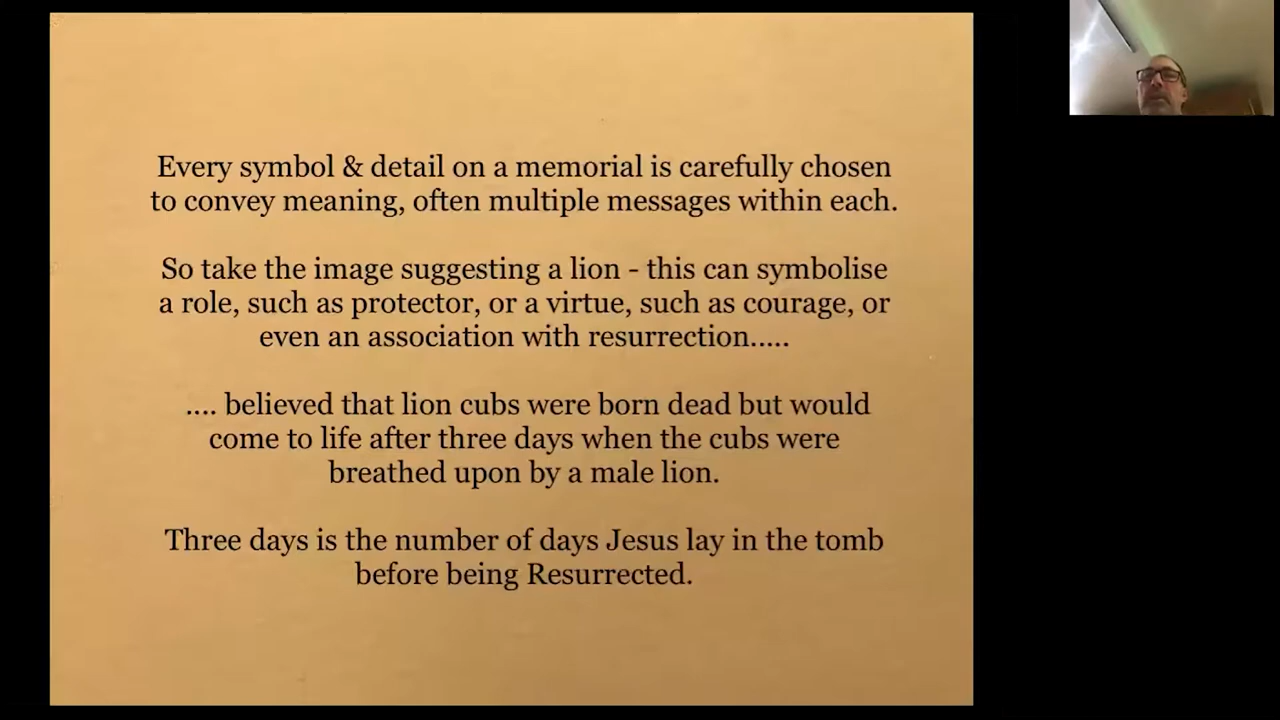 Every symbol & detail on a memorial is carefully chosen
to convey meaning, often multiple messages within each.
So take the image suggesting a lion - this can symbolise
a role, such as protector, or a virtue, such as courage, or
even an association with resurrection.....
.... believed that lion cubs were born dead but would
come to life after three days when the cubs were
breathed upon by a male lion.
Three days is the number of days Jesus lay in the tomb
before being Resurrected.